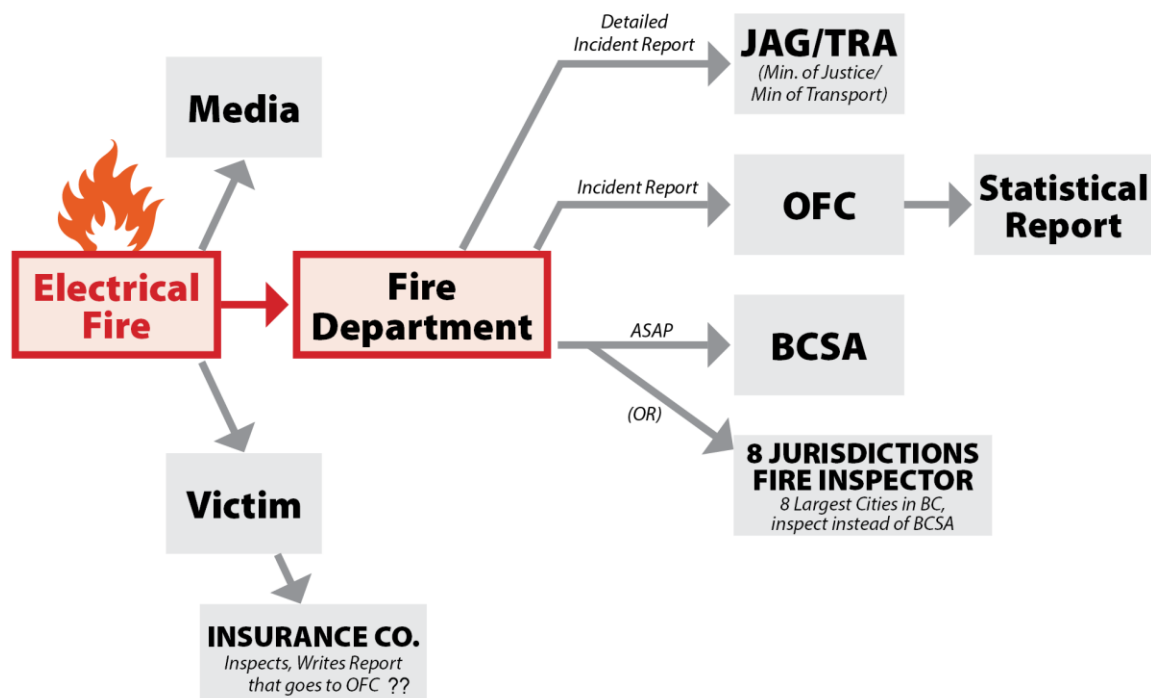 Detailed
Incident Report
JAG/TRA
(Min. of Justice/
Min of Transport)
Media
Incident Report
OFC
Statistical
Report
Electrical
Fire
Fire
Department
ASAP
BCSA
(OR)
8 JURISDICTIONS
FIRE INSPECTOR
8 Largest Cities in BC,
inspect instead of BCSA
Victim
INSURANCE CO.
Inspects, Writes Report
that goes to OFC ??